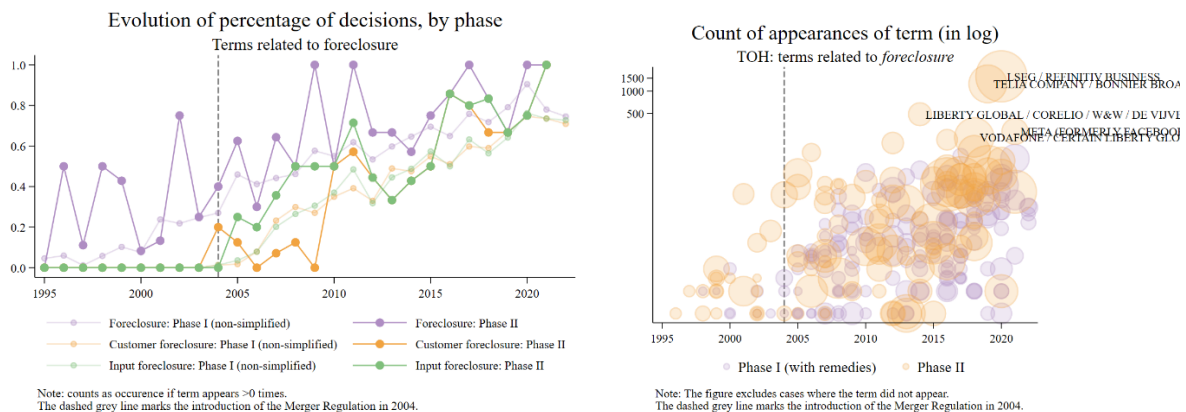 Evolution of percentage of decisions, by phase
Terms related to foreclosure
1.0
0.8
0.6
0.4
0.2
0.0
1995
2000
2005
2010
2015
2020
Foreclosure: Phase I (non-simplified)
Foreclosure: Phase II
Customer foreclosure: Phase I (non-simplified)
Customer foreclosure: Phase II
Input foreclosure: Phase I (non-simplified)
Input foreclosure: Phase II
Note: counts as occurence if term appears >0 times.
The dashed grey line marks the introduction of the Merger Regulation in 2004.
Count of appearances of term (in log)
TOH: terms related to foreclosure
1500
1000
500
LSEG / REFINITIV BUSINESS
TELIA COMPANY / BONNIER BROA
LIBERTY GLOBAL / CORELIO / W&W / DE VIJVE
META (FORMERLY FACEBOOK
VODAFONE / CERTAIN LIBERTY GLO
1995
2000
2005
2010
2015
2020
Phase I (with remedies)
Phase II
Note: The figure excludes cases where the term did not appear.
The dashed grey line marks the introduction of the Merger Regulation in 2004.